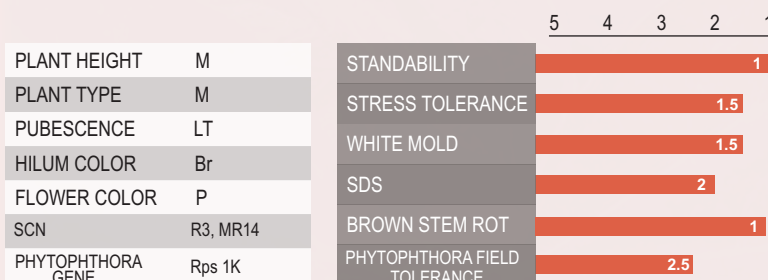 5 4 3 2 1
PLANT HEIGHT M
PLANT TYPE M
PUBESCENCE LT
HILUM COLOR Br
FLOWER COLOR P
SCN R3, MR14
PHYTOPHTHORA
GENE Rps 1K
STANDABILITY 1
STRESS TOLERANCE 1.5
WHITE MOLD 1.5
SDS 2
BROWN STEM ROT 1
PHYTOPHTHORA FIELD
TOLERANCE 2.5